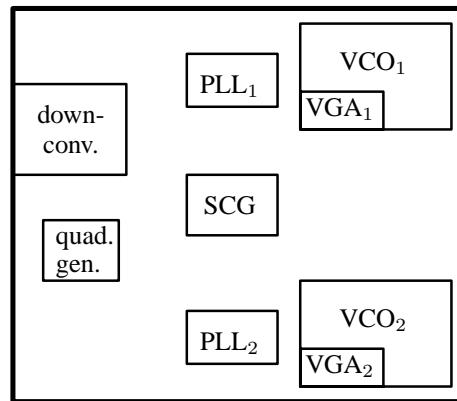 VCO₁
PLL₁
VGA₁
down-
conv.
SCG
quad.
gen.
VCO₂
PLL₂
VGA₂